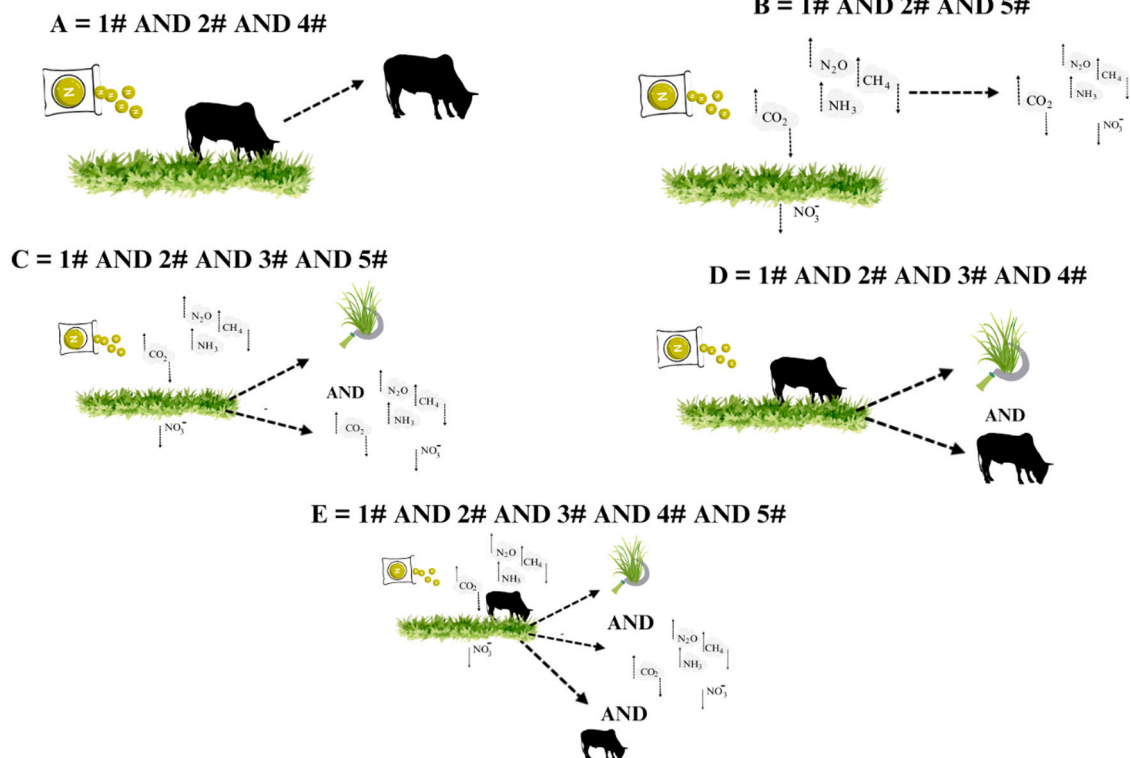 A = 1# AND 2# AND 4#
B = 1# AND 2# AND 5#
N
N
N₂O
CH₄
NH₃
CO₂
NO₃⁻
N₂O
CH₄
NH₃
CO₂
NO₃⁻
C = 1# AND 2# AND 3# AND 5#
D = 1# AND 2# AND 3# AND 4#
N
N₂O
CH₄
NH₃
CO₂
NO₃⁻
AND
N₂O
CH₄
NH₃
CO₂
NO₃⁻
N
AND
E = 1# AND 2# AND 3# AND 4# AND 5#
N
N₂O
CH₄
NH₃
CO₂
NO₃⁻
AND
N₂O
CH₄
NH₃
CO₂
NO₃⁻
AND